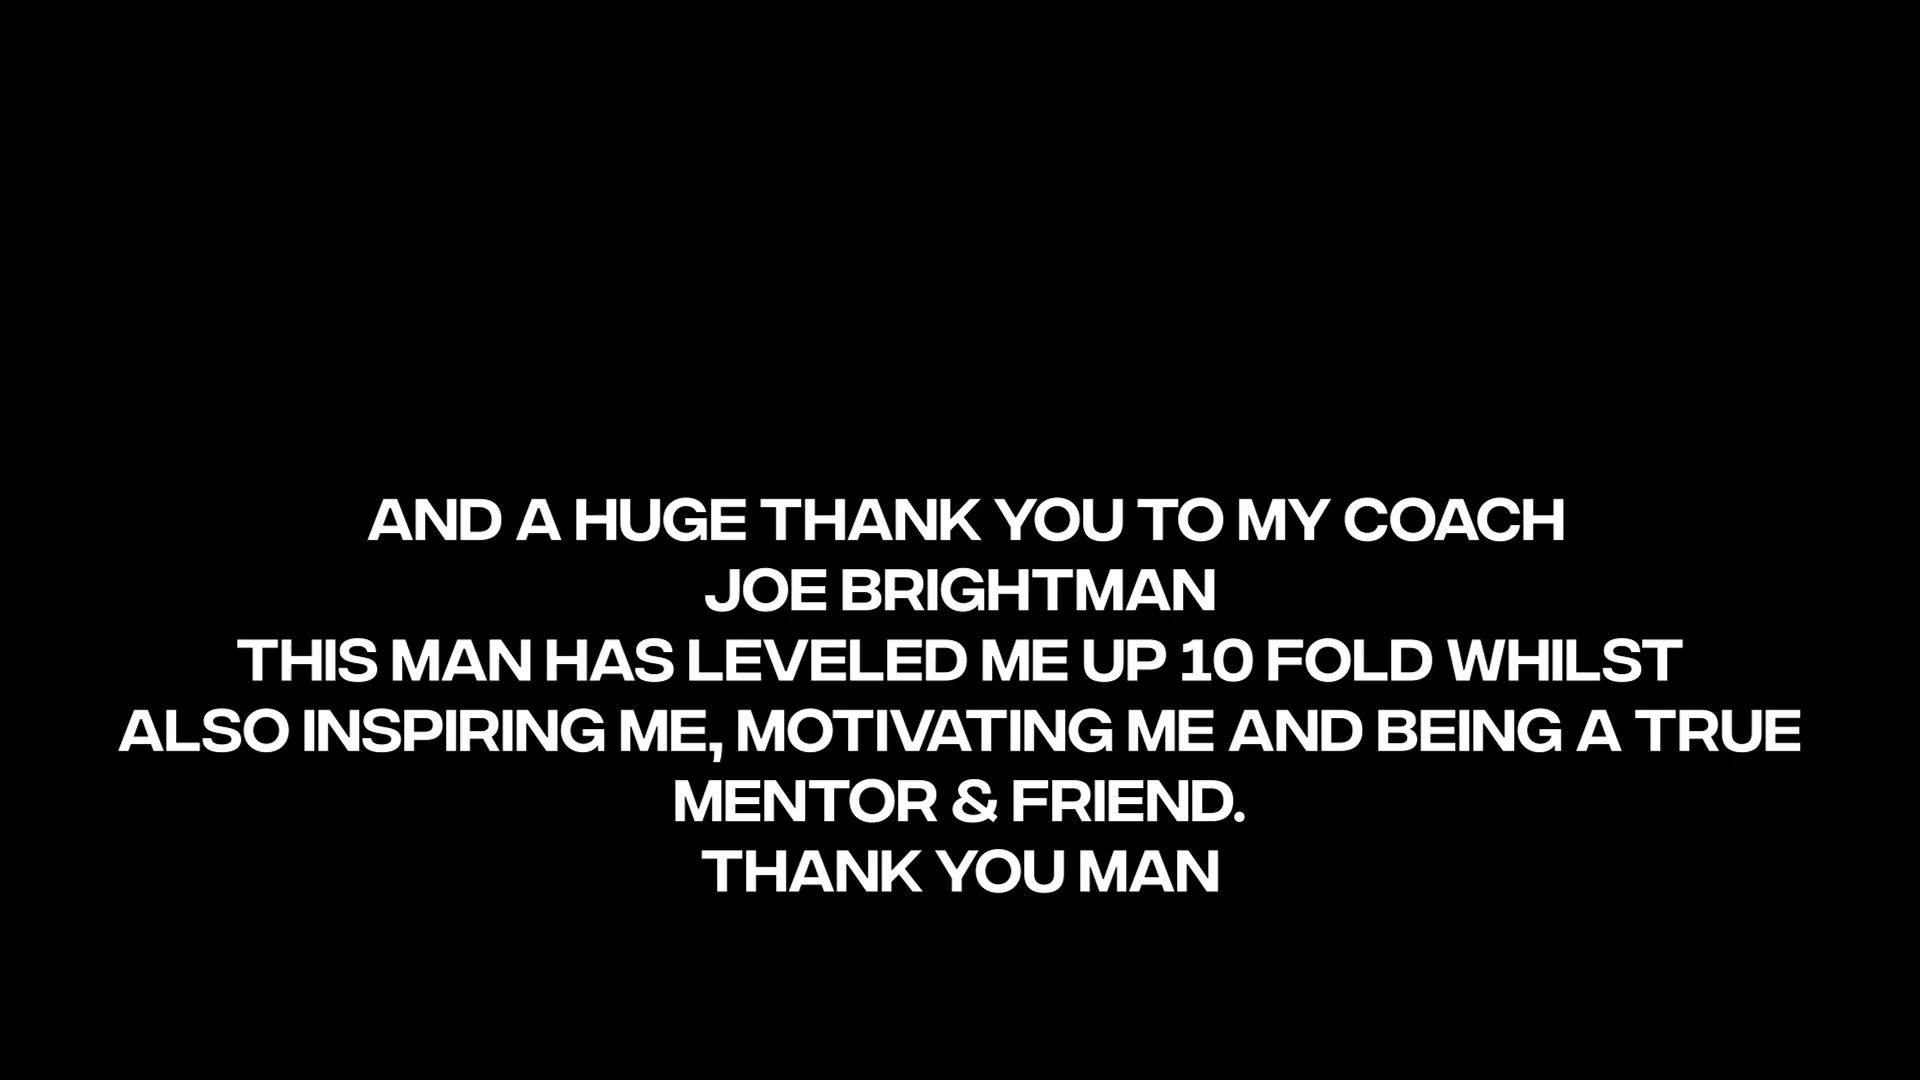 AND A HUGE THANK YOU TO MY COACH
JOE BRIGHTMAN
THIS MAN HAS LEVELED ME UP 10 FOLD WHILST
ALSO INSPIRING ME, MOTIVATING ME AND BEING A TRUE
MENTOR & FRIEND.
THANK YOU MAN